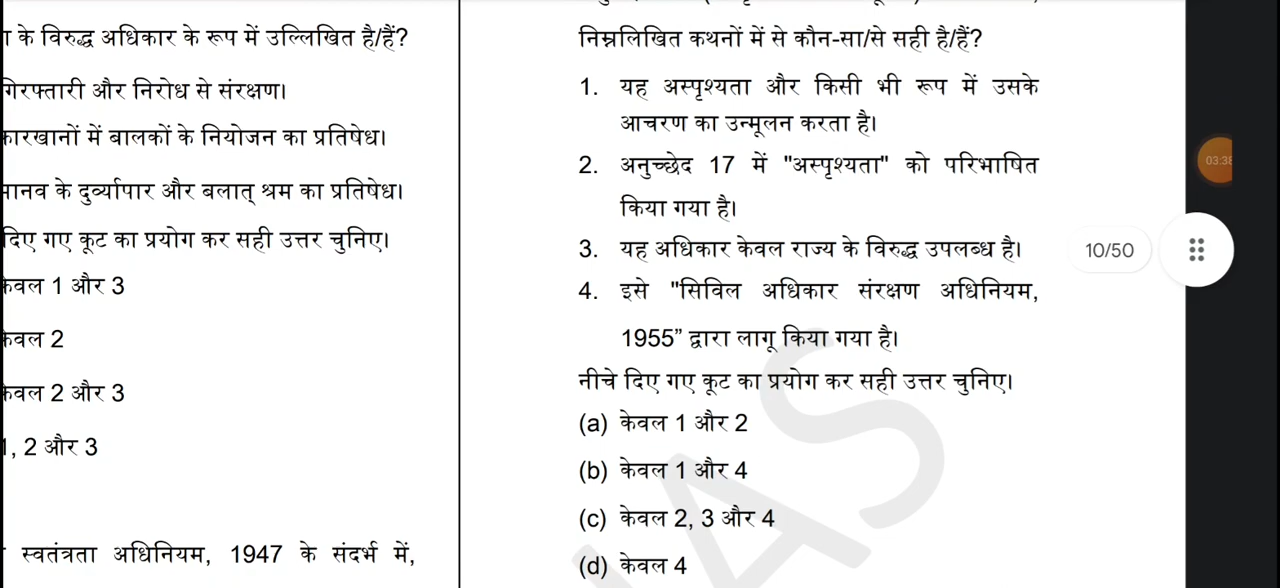 के विरुद्ध अधिकार के रूप में उल्लिखित है/हैं?
गिरफ्तारी और निरोध से संरक्षण।
कारखानों में बालकों के नियोजन का प्रतिषेध।
मानव के दुर्व्यापार और बलात् श्रम का प्रतिषेध।
दिए गए कूट का प्रयोग कर सही उत्तर चुनिए।
केवल 1 और 3
केवल 2
केवल 2 और 3
1, 2 और 3
स्वतंत्रता अधिनियम, 1947 के संदर्भ में,
निम्नलिखित कथनों में से कौन-सा/से सही है/हैं?
1. यह अस्पृश्यता और किसी भी रूप में उसके
आचरण का उन्मूलन करता है।
2. अनुच्छेद 17 में "अस्पृश्यता" को परिभाषित
किया गया है।
3. यह अधिकार केवल राज्य के विरुद्ध उपलब्ध है।
4. इसे "सिविल अधिकार संरक्षण अधिनियम,
1955” द्वारा लागू किया गया है।
नीचे दिए गए कूट का प्रयोग कर सही उत्तर चुनिए।
(a) केवल 1 और 2
(b) केवल 1 और 4
(c) केवल 2, 3 और 4
(d) केवल 4
IAS
03:38
10/50